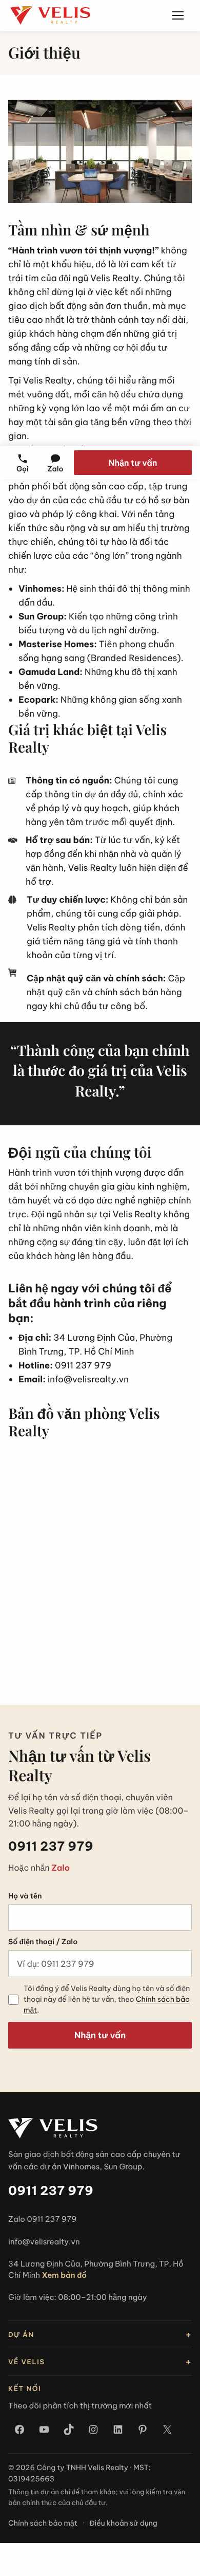 VELIS
REALTY
Giới thiệu
Tầm nhìn & sứ mệnh
“Hành trình vươn tới thịnh vượng!” không
chỉ là một khẩu hiệu, đó là lời cam kết từ
trái tim của đội ngũ Velis Realty. Chúng tôi
không chỉ dừng lại ở việc kết nối những
giao dịch bất động sản đơn thuần, mà mục
tiêu cao nhất là trở thành cánh tay nối dài,
giúp khách hàng chạm đến những giá trị
sống đẳng cấp và những cơ hội đầu tư
mang tính di sản.
Tại Velis Realty, chúng tôi hiểu rằng mỗi
mét vuông đất, mỗi căn hộ đều chứa đựng
những kỳ vọng lớn lao về một mái ấm an cư
hay một tài sản gia tăng bền vững theo thời
gian.
Gọi
Zalo
Nhận tư vấn
phân phối bất động sản cao cấp, tập trung
vào dự án của các chủ đầu tư có hồ sơ chủ
đầu tư và pháp lý công khai. Với nền tảng
kiến thức sâu rộng và sự am hiểu thị trường
thực chiến, chúng tôi tự hào là đối tác
chiến lược của các “ông lớn” trong ngành
như:
Vinhomes: Hệ sinh thái đô thị thông minh
dẫn đầu.
Sun Group: Kiến tạo những công trình
biểu tượng và du lịch nghỉ dưỡng.
Masterise Homes: Tiên phong chuẩn
sống hạng sang (Branded Residences).
Gamuda Land: Những khu đô thị xanh
bền vững.
Ecopark: Những không gian sống xanh
bền vững.
Giá trị khác biệt tại Velis
Realty
Thông tin có nguồn: Chúng tôi cung
cấp thông tin dự án đầy đủ, chính xác
về pháp lý và quy hoạch, giúp khách
hàng yên tâm trước mỗi quyết định.
Hỗ trợ sau bán: Từ lúc tư vấn, ký kết
hợp đồng đến khi nhận nhà và quản lý
vận hành, Velis Realty luôn hiện diện để
hỗ trợ.
Tư duy chiến lược: Không chỉ bán sản
phẩm, chúng tôi cung cấp giải pháp.
Velis Realty phân tích dòng tiền, đánh
giá tiềm năng tăng giá và tính thanh
khoản của từng vị trí.
Cập nhật quỹ căn và chính sách: Cập
nhật quỹ căn và chính sách bán hàng
ngay khi chủ đầu tư công bố.
“Thành công của bạn chính
là thước đo giá trị của Velis
Realty.”
Đội ngũ của chúng tôi
Hành trình vươn tới thịnh vượng được dẫn
dắt bởi những chuyên gia giàu kinh nghiệm,
tâm huyết và có đạo đức nghề nghiệp chính
trực. Đội ngũ nhân sự tại Velis Realty không
chỉ là những nhân viên kinh doanh, mà là
những cộng sự đáng tin cậy, luôn đặt lợi ích
của khách hàng lên hàng đầu.
Liên hệ ngay với chúng tôi để
bắt đầu hành trình của riêng
bạn:
Địa chỉ: 34 Lương Định Của, Phường
Bình Trưng, TP. Hồ Chí Minh
Hotline: 0911 237 979
Email: info@velisrealty.vn
Bản đồ văn phòng Velis
Realty
TƯ VẤN TRỰC TIẾP
Nhận tư vấn từ Velis
Realty
Để lại họ tên và số điện thoại, chuyên viên
Velis Realty gọi lại trong giờ làm việc (08:00–
21:00 hằng ngày).
0911 237 979
Hoặc nhắn Zalo
Họ và tên
Số điện thoại / Zalo
Ví dụ: 0911 237 979
Tôi đồng ý để Velis Realty dùng họ tên và số điện
thoại này để liên hệ tư vấn, theo Chính sách bảo
mật.
Nhận tư vấn
VELIS
REALTY
Sàn giao dịch bất động sản cao cấp chuyên tư
vấn các dự án Vinhomes, Sun Group.
0911 237 979
Zalo 0911 237 979
info@velisrealty.vn
34 Lương Định Của, Phường Bình Trưng, TP. Hồ
Chí Minh Xem bản đồ
Giờ làm việc: 08:00–21:00 hằng ngày
DỰ ÁN +
VỀ VELIS +
KẾT NỐI
Theo dõi phân tích thị trường mới nhất
© 2026 Công ty TNHH Velis Realty · MST:
0319425663
Thông tin dự án chỉ để tham khảo; vui lòng kiểm tra văn
bản chính thức của chủ đầu tư.
Chính sách bảo mật · Điều khoản sử dụng